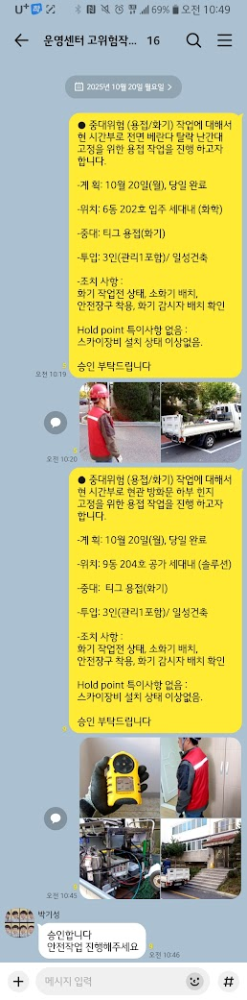 U+ 69% 오전 10:49
운영센터 고위험작... 16
2025년 10월 20일 월요일 >
● 중대위험 (용접/화기) 작업에 대해서
현 시간부로 전면 베란다 탈락 난간대
고정을 위한 용접 작업을 진행 하고자
합니다.
-계 획: 10월 20일(월), 당일 완료
-위치: 6동 202호 입주 세대내 (화학)
-중대: 티그 용접(화기)
-투입: 3인(관리1포함)/ 일성건축
-조치 사항 :
화기 작업전 상태, 소화기 배치,
안전장구 착용, 화기 감시자 배치 확인
Hold point 특이사항 없음 :
스카이장비 설치 상태 이상없음.
승인 부탁드립니다
오전 10:19
오전 10:20
● 중대위험 (용접/화기) 작업에 대해서
현 시간부로 현관 방화문 하부 힌지
고정을 위한 용접 작업을 진행 하고자
합니다.
-계 획: 10월 20일(월), 당일 완료
-위치: 9동 204호 공가 세대내 (솔루션)
-중대: 티그 용접(화기)
-투입: 3인(관리1포함)/ 일성건축
-조치 사항 :
화기 작업전 상태, 소화기 배치,
안전장구 착용, 화기 감시자 배치 확인
Hold point 특이사항 없음 :
스카이장비 설치 상태 이상없음.
승인 부탁드립니다
오전 10:45
박기성
승인합니다
안전작업 진행해주세요
오전 10:46
+ 메시지 입력 #